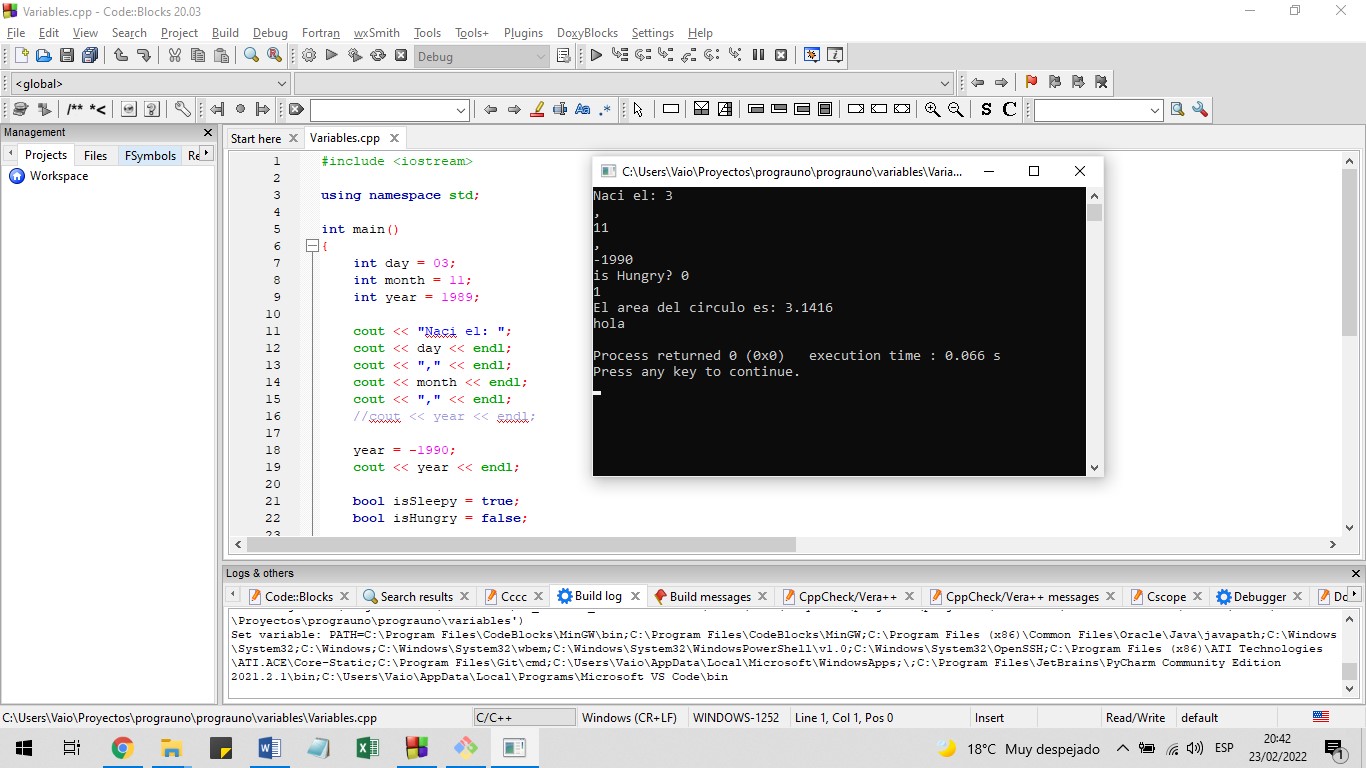 Variables.cpp - Code::Blocks 20.03
File Edit View Search Project Build Debug Fortran wxSmith Tools Tools+ Plugins DoxyBlocks Settings Help
Debug
<global>
/** *<
Aa .*
S C
Management
Projects Files FSymbols Re
Workspace
Start here
Variables.cpp
1 #include <iostream>
2
3 using namespace std;
4
5 int main()
6 {
7 int day = 03;
8 int month = 11;
9 int year = 1989;
10
11 cout << "Naci el: ";
12 cout << day << endl;
13 cout << "," << endl;
14 cout << month << endl;
15 cout << "," << endl;
16 //cout << year << endl;
17
18 year = -1990;
19 cout << year << endl;
20
21 bool isSleepy = true;
22 bool isHungry = false;
23
C:\Users\Vaio\Proyectos\prograuno\prograuno\variables\Varia...
Naci el: 3
,
11
,
-1990
is Hungry? 0
1
El area del circulo es: 3.1416
hola
Process returned 0 (0x0) execution time : 0.066 s
Press any key to continue.
Logs & others
Code::Blocks Search results Cccc Build log Build messages CppCheck/Vera++ CppCheck/Vera++ messages Cscope Debugger Dc
\Proyectos\prograuno\prograuno\variables')
Set variable: PATH=C:\Program Files\CodeBlocks\MinGW\bin;C:\Program Files\CodeBlocks\MinGW;C:\Program Files (x86)\Common Files\Oracle\Java\javapath;C:\Windows
\System32;C:\Windows;C:\Windows\System32\wbem;C:\Windows\System32\WindowsPowerShell\v1.0;C:\Windows\System32\OpenSSH;C:\Program Files (x86)\ATI Technologies
\ATI.ACE\Core-Static;C:\Program Files\Git\cmd;C:\Users\Vaio\AppData\Local\Microsoft\WindowsApps;\;C:\Program Files\JetBrains\PyCharm Community Edition
2021.2.1\bin;C:\Users\Vaio\AppData\Local\Programs\Microsoft VS Code\bin
C:\Users\Vaio\Proyectos\prograuno\prograuno\variables\Variables.cpp C/C++ Windows (CR+LF) WINDOWS-1252 Line 1, Col 1, Pos 0 Insert Read/Write default
18°C Muy despejado ESP 20:42
23/02/2022
1